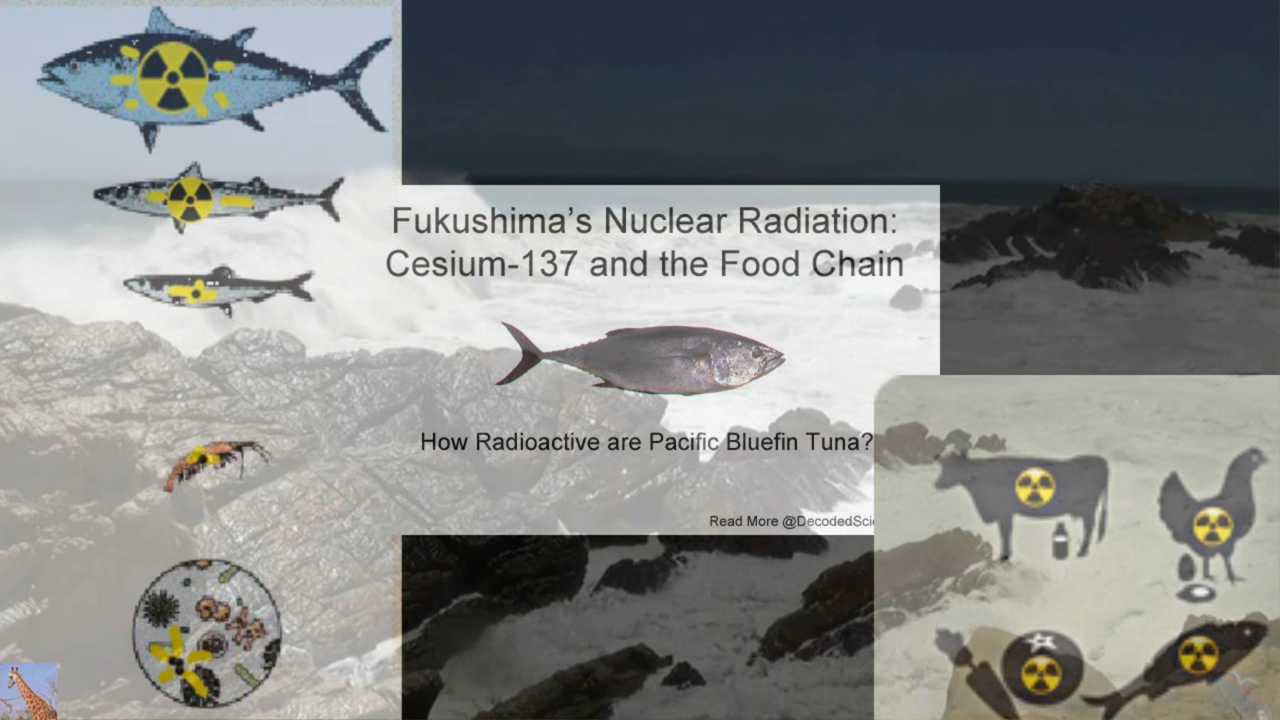 Fukushima’s Nuclear Radiation:
Cesium-137 and the Food Chain
How Radioactive are Pacific Bluefin Tuna?
Read More @DecodedSci